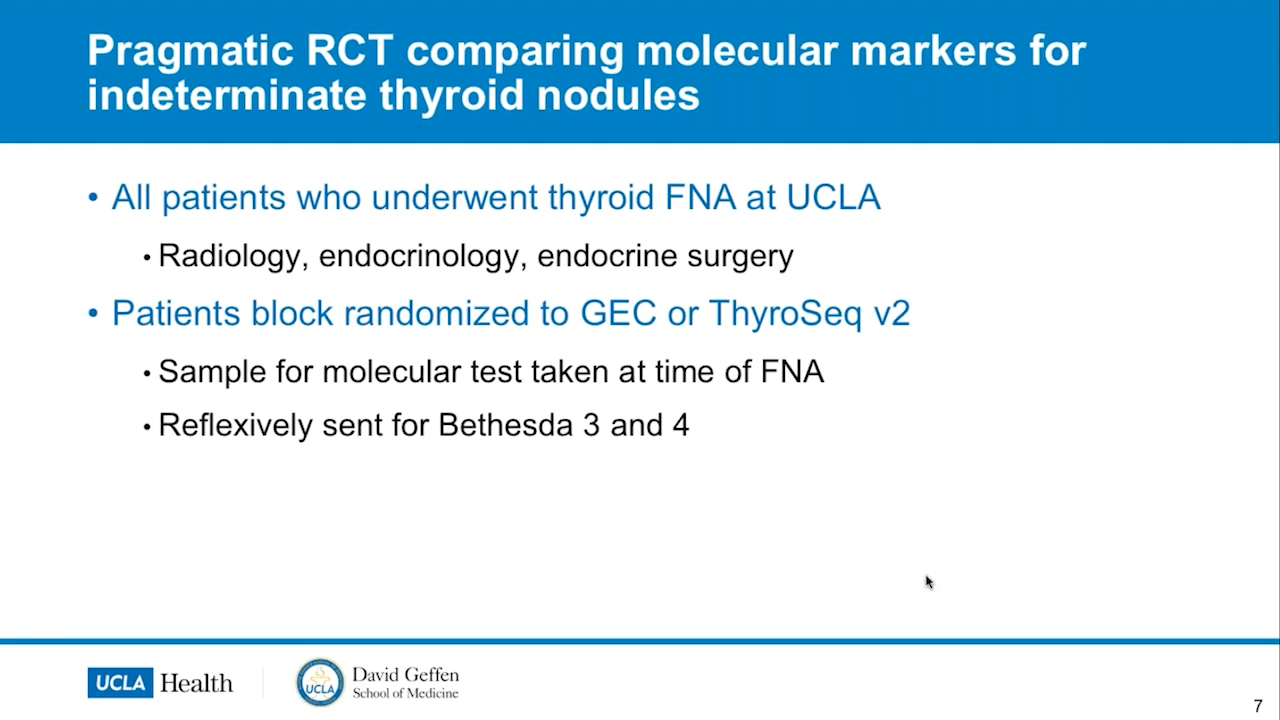 Pragmatic RCT comparing molecular markers for
indeterminate thyroid nodules
• All patients who underwent thyroid FNA at UCLA
• Radiology, endocrinology, endocrine surgery
• Patients block randomized to GEC or ThyroSeq v2
• Sample for molecular test taken at time of FNA
• Reflexively sent for Bethesda 3 and 4
UCLA Health
UCLA
David Geffen
School of Medicine
7